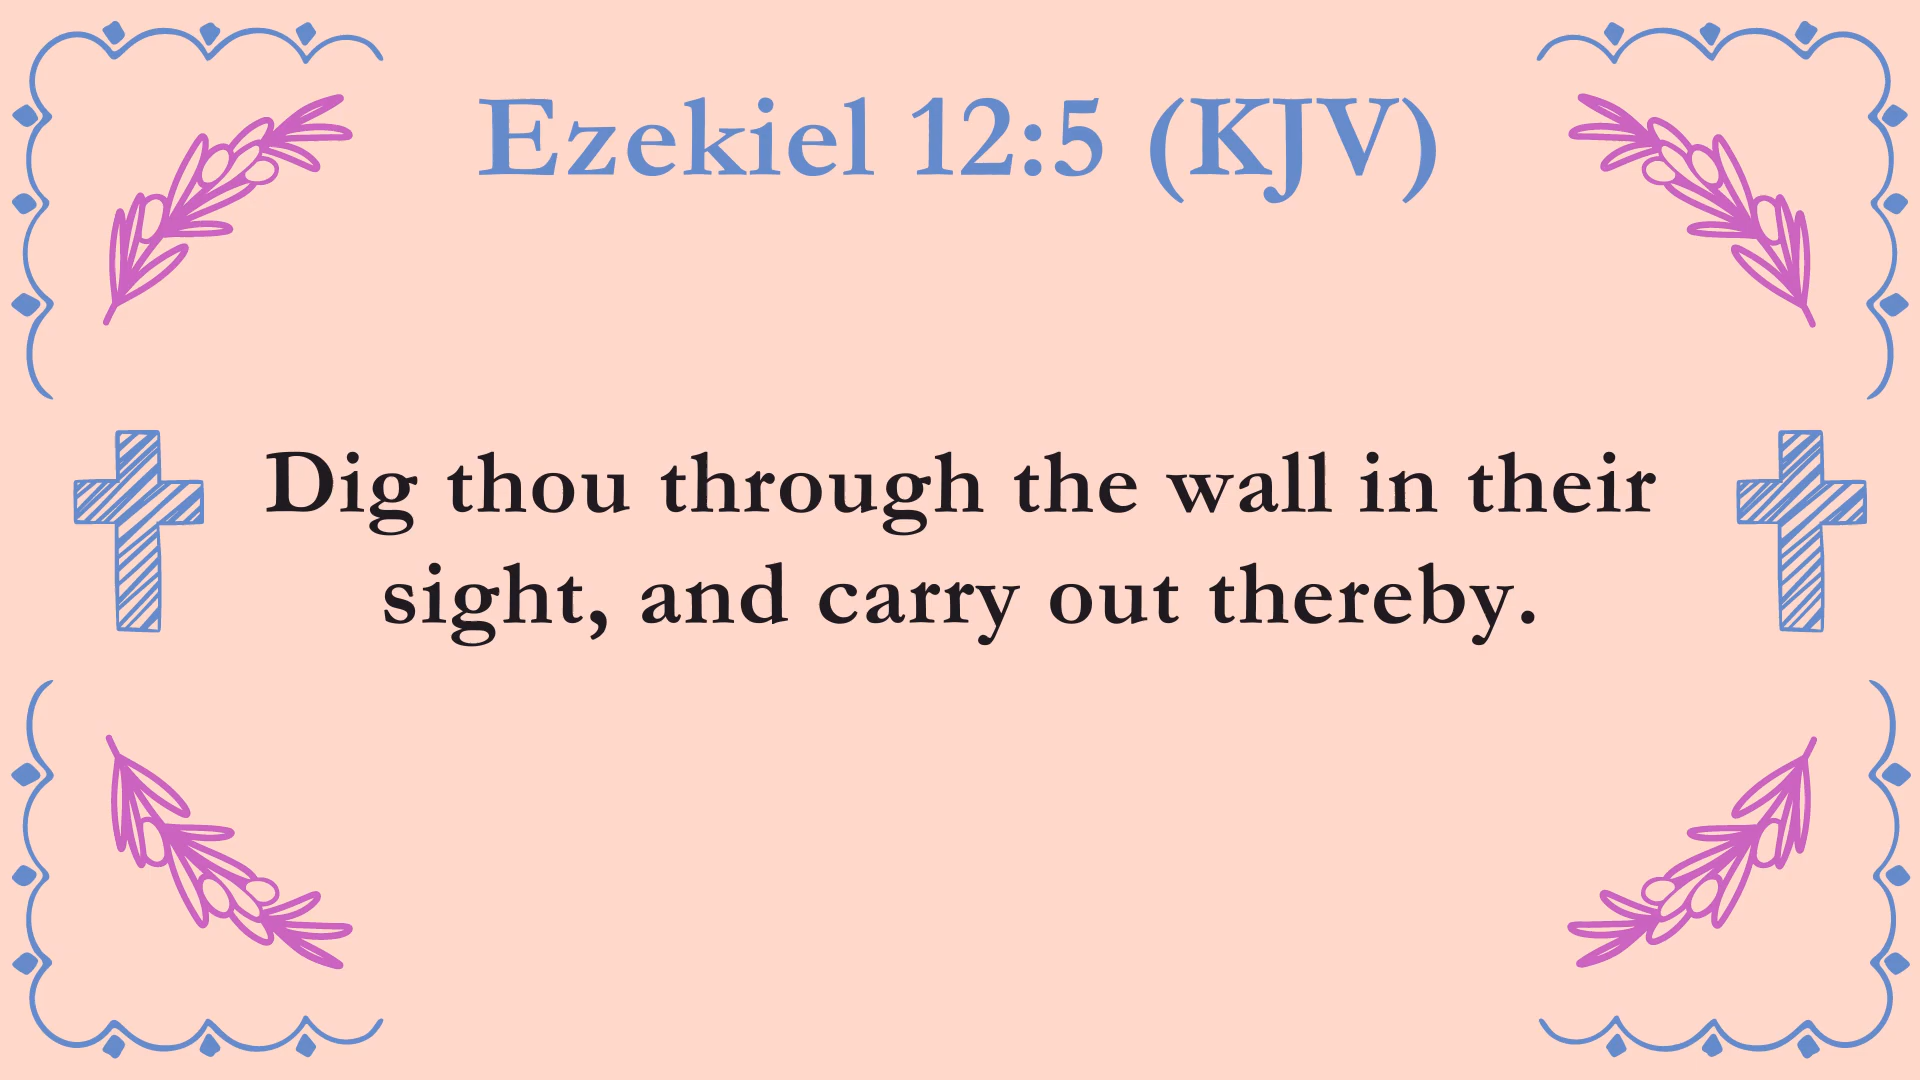 Ezekiel 12:5 (KJV)
Dig thou through the wall in their
sight, and carry out thereby.